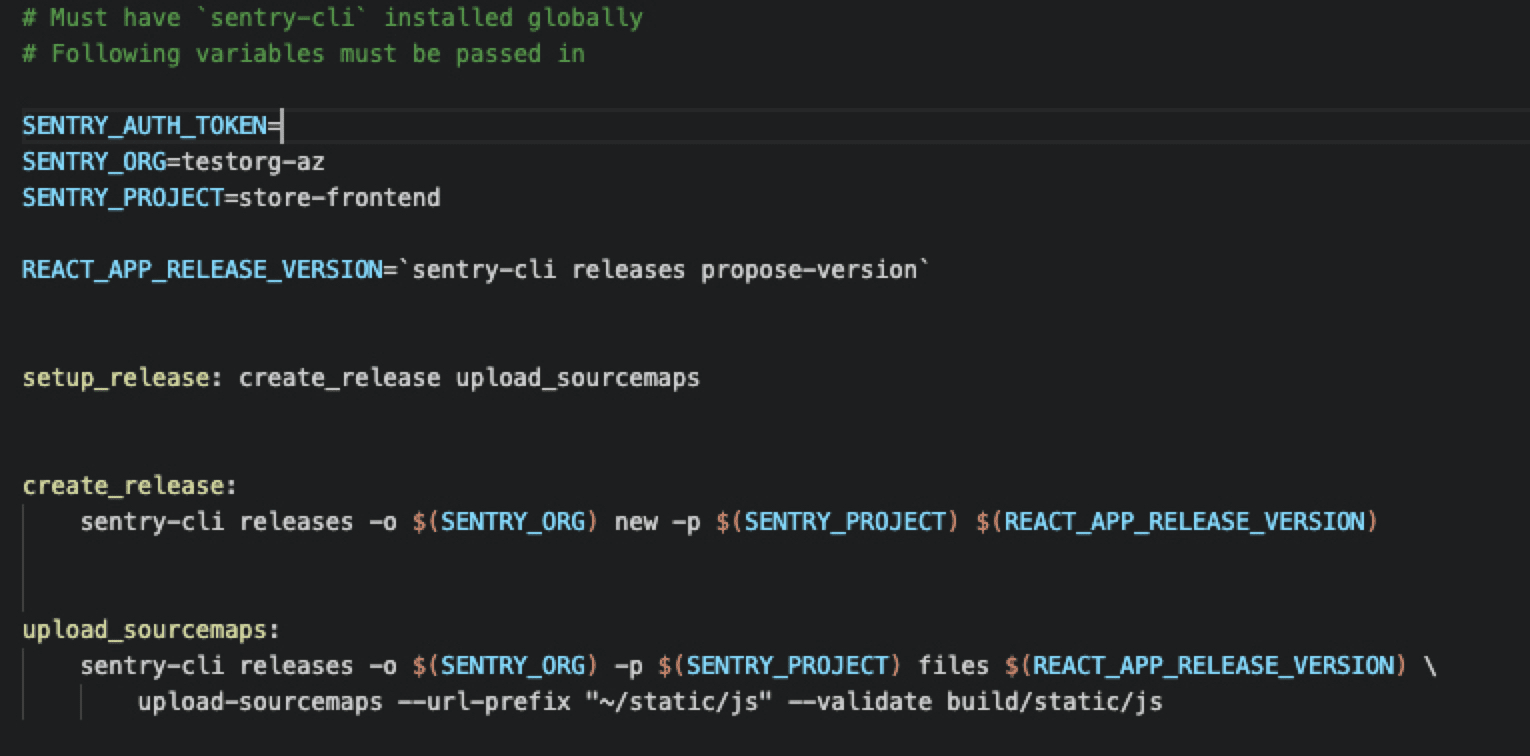 # Must have `sentry-cli` installed globally
# Following variables must be passed in
SENTRY_AUTH_TOKEN=
SENTRY_ORG=testorg-az
SENTRY_PROJECT=store-frontend
REACT_APP_RELEASE_VERSION=`sentry-cli releases propose-version`
setup_release: create_release upload_sourcemaps
create_release:
sentry-cli releases -o $(SENTRY_ORG) new -p $(SENTRY_PROJECT) $(REACT_APP_RELEASE_VERSION)
upload_sourcemaps:
sentry-cli releases -o $(SENTRY_ORG) -p $(SENTRY_PROJECT) files $(REACT_APP_RELEASE_VERSION) \
upload-sourcemaps --url-prefix "~/static/js" --validate build/static/js